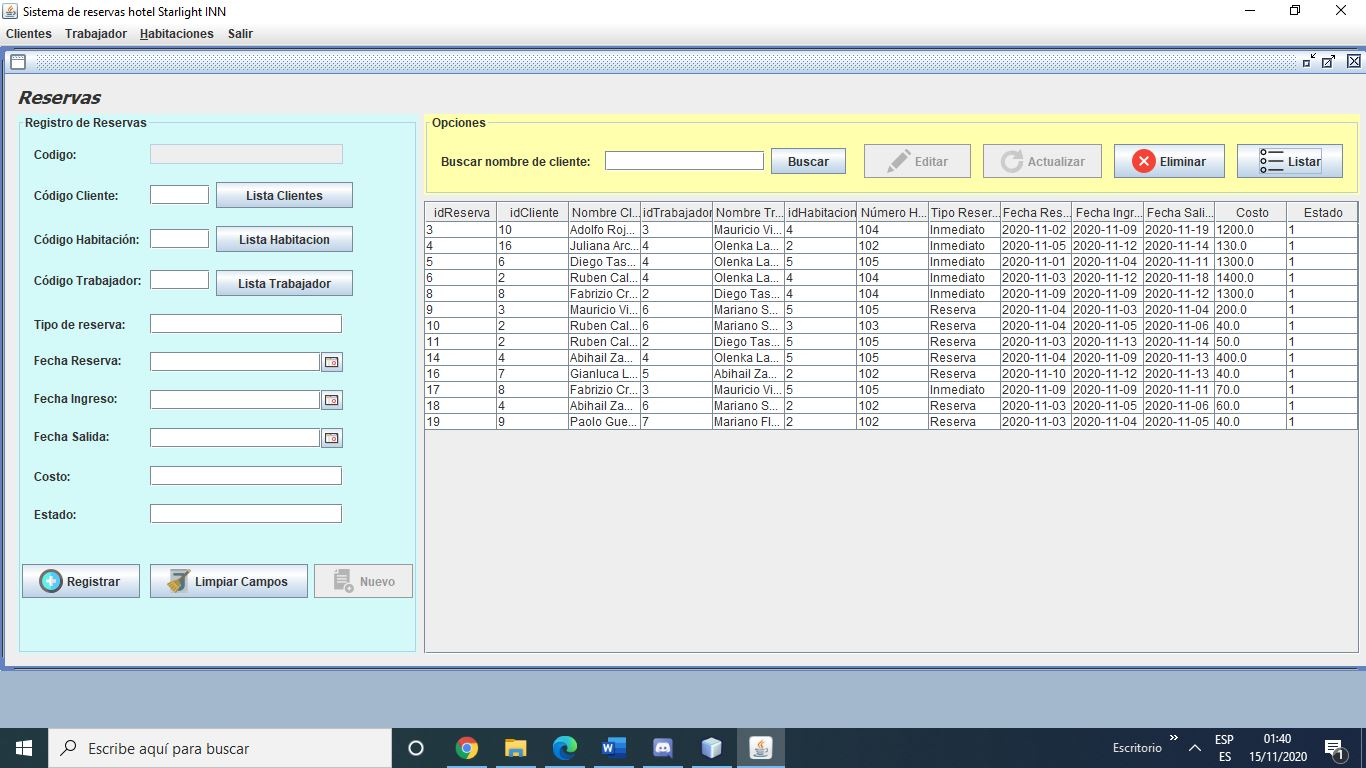 Sistema de reservas hotel Starlight INN
Clientes Trabajador Habitaciones Salir
Reservas
Registro de Reservas
Codigo:
Código Cliente: Lista Clientes
Código Habitación: Lista Habitacion
Código Trabajador: Lista Trabajador
Tipo de reserva:
Fecha Reserva:
Fecha Ingreso:
Fecha Salida:
Costo:
Estado:
Registrar Limpiar Campos Nuevo
Opciones
Buscar nombre de cliente: Buscar Editar Actualizar Eliminar Listar
idReserva idCliente Nombre Cl... idTrabajador Nombre Tr... idHabitacion Número H... Tipo Reser... Fecha Res... Fecha Ingr... Fecha Sali... Costo Estado
3 10 Adolfo Roj... 3 Mauricio Vi... 4 104 Inmediato 2020-11-02 2020-11-09 2020-11-19 1200.0 1
4 16 Juliana Arc... 4 Olenka La... 2 102 Inmediato 2020-11-05 2020-11-12 2020-11-14 130.0 1
5 6 Diego Tas... 4 Olenka La... 5 105 Inmediato 2020-11-01 2020-11-04 2020-11-11 1300.0 1
6 2 Ruben Cal... 4 Olenka La... 4 104 Inmediato 2020-11-03 2020-11-12 2020-11-18 1400.0 1
8 8 Fabrizio Cr... 2 Diego Tas... 4 104 Inmediato 2020-11-09 2020-11-09 2020-11-12 1300.0 1
9 3 Mauricio Vi... 6 Mariano S... 5 105 Reserva 2020-11-04 2020-11-03 2020-11-04 200.0 1
10 2 Ruben Cal... 6 Mariano S... 3 103 Reserva 2020-11-04 2020-11-05 2020-11-06 40.0 1
11 2 Ruben Cal... 2 Diego Tas... 5 105 Reserva 2020-11-03 2020-11-13 2020-11-14 50.0 1
14 4 Abihail Za... 4 Olenka La... 5 105 Reserva 2020-11-04 2020-11-09 2020-11-13 400.0 1
16 7 Gianluca L... 5 Abihail Za... 2 102 Reserva 2020-11-10 2020-11-12 2020-11-13 40.0 1
17 8 Fabrizio Cr... 3 Mauricio Vi... 5 105 Inmediato 2020-11-09 2020-11-09 2020-11-11 70.0 1
18 4 Abihail Za... 6 Mariano S... 2 102 Reserva 2020-11-03 2020-11-05 2020-11-06 60.0 1
19 9 Paolo Gue... 7 Mariano Fl... 2 102 Reserva 2020-11-03 2020-11-04 2020-11-05 40.0 1
Escribe aquí para buscar
Escritorio
ESP
ES
01:40
15/11/2020
1